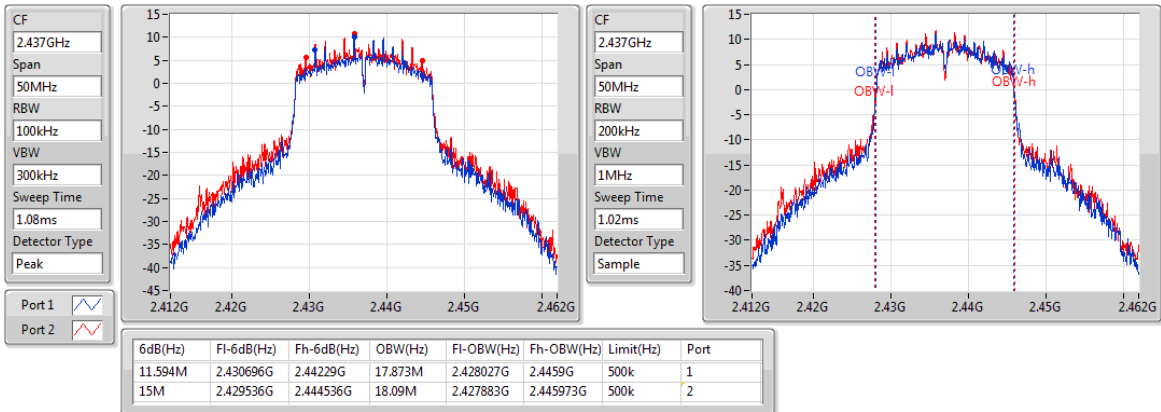 CF
2.437GHz
Span
50MHz
RBW
100kHz
VBW
300kHz
Sweep Time
1.08ms
Detector Type
Peak
Port 1
Port 2
15
10
5
0
-5
-10
-15
-20
-25
-30
-35
-40
-45
2.412G 2.42G 2.43G 2.44G 2.45G 2.462G
CF
2.437GHz
Span
50MHz
RBW
200kHz
VBW
1MHz
Sweep Time
1.02ms
Detector Type
Sample
15
10
5
0
-5
-10
-15
-20
-25
-30
-35
-40
OBW-l OBW-h
OBW-l OBW-h
2.412G 2.42G 2.43G 2.44G 2.45G 2.462G
6dB(Hz) Fl-6dB(Hz) Fh-6dB(Hz) OBW(Hz) Fl-OBW(Hz) Fh-OBW(Hz) Limit(Hz) Port
11.594M 2.430696G 2.44229G 17.873M 2.428027G 2.4459G 500k 1
15M 2.429536G 2.444536G 18.09M 2.427883G 2.445973G 500k 2